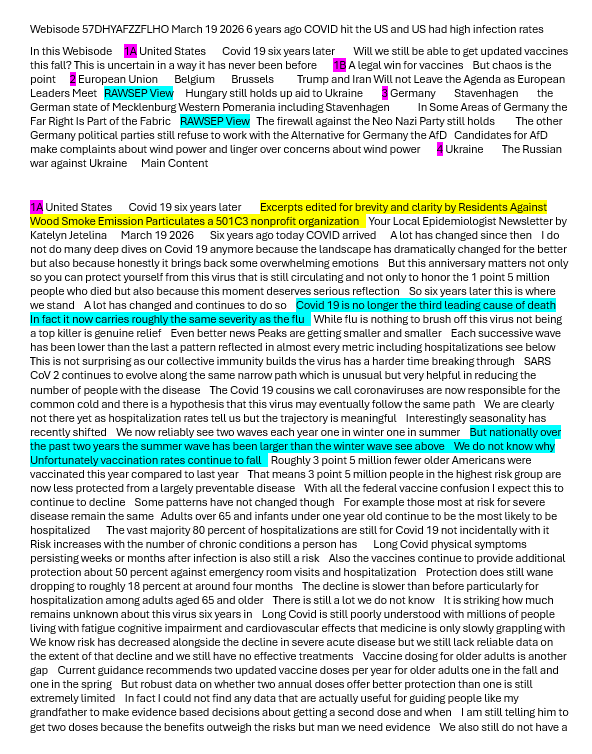 Webisode 57DHYAFZZFLHO March 19 2026 6 years ago COVID hit the US and US had high infection rates
In this Webisode 1A United States Covid 19 six years later Will we still be able to get updated vaccines
this fall? This is uncertain in a way it has never been before 1B A legal win for vaccines But chaos is the
point 2 European Union Belgium Brussels Trump and Iran Will not Leave the Agenda as European
Leaders Meet RAWSEP View Hungary still holds up aid to Ukraine 3 Germany Stavenhagen the
German state of Mecklenburg Western Pomerania including Stavenhagen In Some Areas of Germany the
Far Right Is Part of the Fabric RAWSEP View The firewall against the Neo Nazi Party still holds The other
Germany political parties still refuse to work with the Alternative for Germany the AfD Candidates for AfD
make complaints about wind power and linger over concerns about wind power 4 Ukraine The Russian
war against Ukraine Main Content
1A United States Covid 19 six years later Excerpts edited for brevity and clarity by Residents Against
Wood Smoke Emission Particulates a 501C3 nonprofit organization Your Local Epidemiologist Newsletter by
Katelyn Jetelina March 19 2026 Six years ago today COVID arrived A lot has changed since then I do
not do many deep dives on Covid 19 anymore because the landscape has dramatically changed for the better
but also because honestly it brings back some overwhelming emotions But this anniversary matters not only
so you can protect yourself from this virus that is still circulating and not only to honor the 1 point 5 million
people who died but also because this moment deserves serious reflection So six years later this is where
we stand A lot has changed and continues to do so Covid 19 is no longer the third leading cause of death
In fact it now carries roughly the same severity as the flu While flu is nothing to brush off this virus not being
a top killer is genuine relief Even better news Peaks are getting smaller and smaller Each successive wave
has been lower than the last a pattern reflected in almost every metric including hospitalizations see below
This is not surprising as our collective immunity builds the virus has a harder time breaking through SARS
CoV 2 continues to evolve along the same narrow path which is unusual but very helpful in reducing the
number of people with the disease The Covid 19 cousins we call coronaviruses are now responsible for the
common cold and there is a hypothesis that this virus may eventually follow the same path We are clearly
not there yet as hospitalization rates tell us but the trajectory is meaningful Interestingly seasonality has
recently shifted We now reliably see two waves each year one in winter one in summer But nationally over
the past two years the summer wave has been larger than the winter wave see above We do not know why
Unfortunately vaccination rates continue to fall Roughly 3 point 5 million fewer older Americans were
vaccinated this year compared to last year That means 3 point 5 million people in the highest risk group are
now less protected from a largely preventable disease With all the federal vaccine confusion I expect this to
continue to decline Some patterns have not changed though For example those most at risk for severe
disease remain the same Adults over 65 and infants under one year old continue to be the most likely to be
hospitalized The vast majority 80 percent of hospitalizations are still for Covid 19 not incidentally with it
Risk increases with the number of chronic conditions a person has Long Covid physical symptoms
persisting weeks or months after infection is also still a risk Also the vaccines continue to provide additional
protection about 50 percent against emergency room visits and hospitalization Protection does still wane
dropping to roughly 18 percent at around four months The decline is slower than before particularly for
hospitalization among adults aged 65 and older There is still a lot we do not know It is striking how much
remains unknown about this virus six years in Long Covid is still poorly understood with millions of people
living with fatigue cognitive impairment and cardiovascular effects that medicine is only slowly grappling with
We know risk has decreased alongside the decline in severe acute disease but we still lack reliable data on
the extent of that decline and we still have no effective treatments Vaccine dosing for older adults is another
gap Current guidance recommends two updated vaccine doses per year for older adults one in the fall and
one in the spring But robust data on whether two annual doses offer better protection than one is still
extremely limited In fact I could not find any data that are actually useful for guiding people like my
grandfather to make evidence based decisions about getting a second dose and when I am still telling him to
get two doses because the benefits outweigh the risks but man we need evidence We also still do not have a